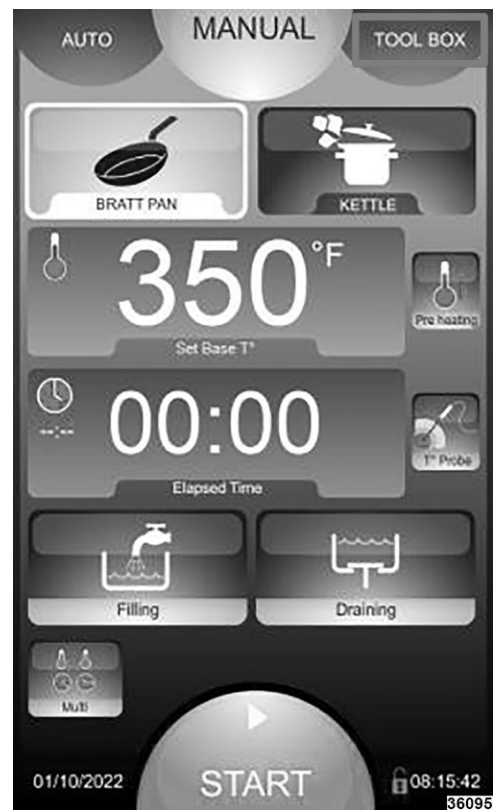 AUTO
MANUAL
TOOL BOX
BRATT PAN
KETTLE
350°F
Set Base T°
Pre heating
--:--
00:00
Elapsed Time
T° Probe
Filling
Draining
Multi
START
01/10/2022
08:15:42
36095